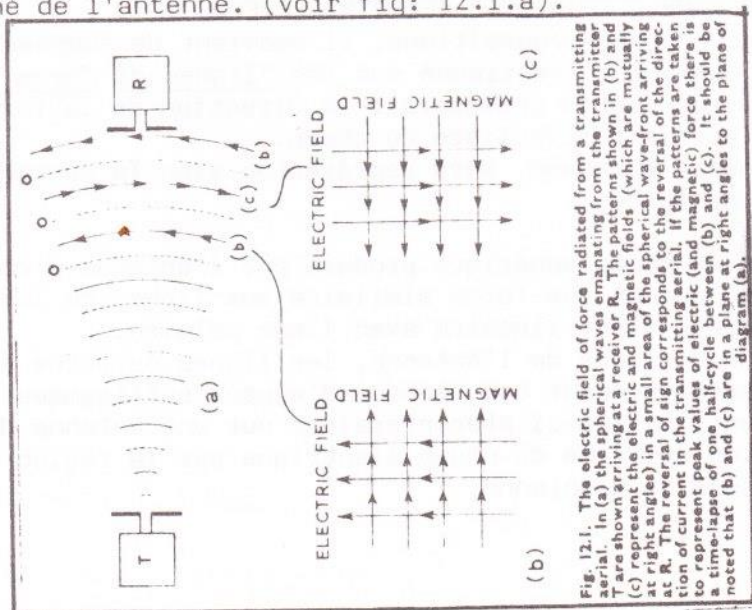 né de l'antenne. (voir fig: 12.1.a).
T
(a)
(b)
(c)
(b)
R
ELECTRIC FIELD
MAGNETIC FIELD
(b)
ELECTRIC FIELD
MAGNETIC FIELD
(c)
Fig. 12.1. The electric field of force radiated from a transmitting
aerial. In (a) the spherical waves emanating from the transmitter
T are shown arriving at a receiver R. The patterns shown in (b) and
(c) represent the electric and magnetic fields (which are mutually
at right angles) in a small area of the spherical wave-front arriving
at R. The reversal of sign corresponds to the reversal of the direc-
tion of current in the transmitting aerial. If the patterns are taken
to represent peak values of electric (and magnetic) force there is
a time-lapse of one half-cycle between (b) and (c). It should be
noted that (b) and (c) are in a plane at right angles to the plane of
diagram (a).